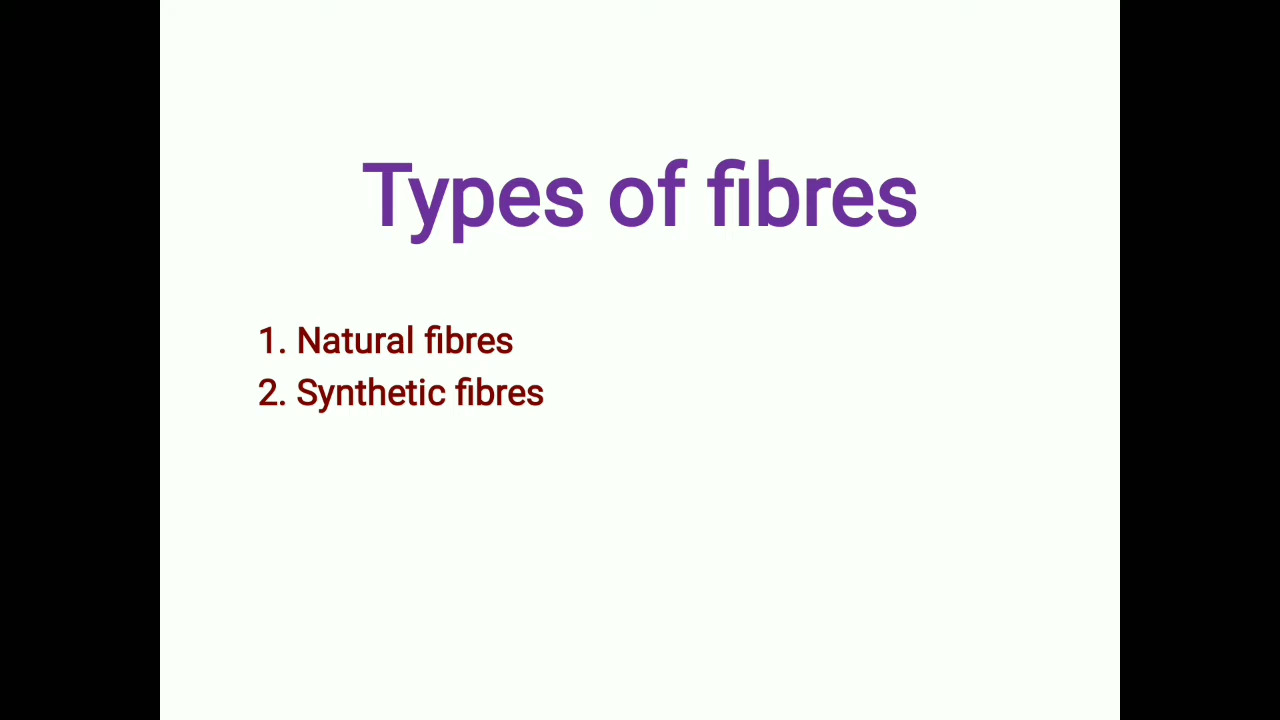 Types of fibres
1. Natural fibres
2. Synthetic fibres